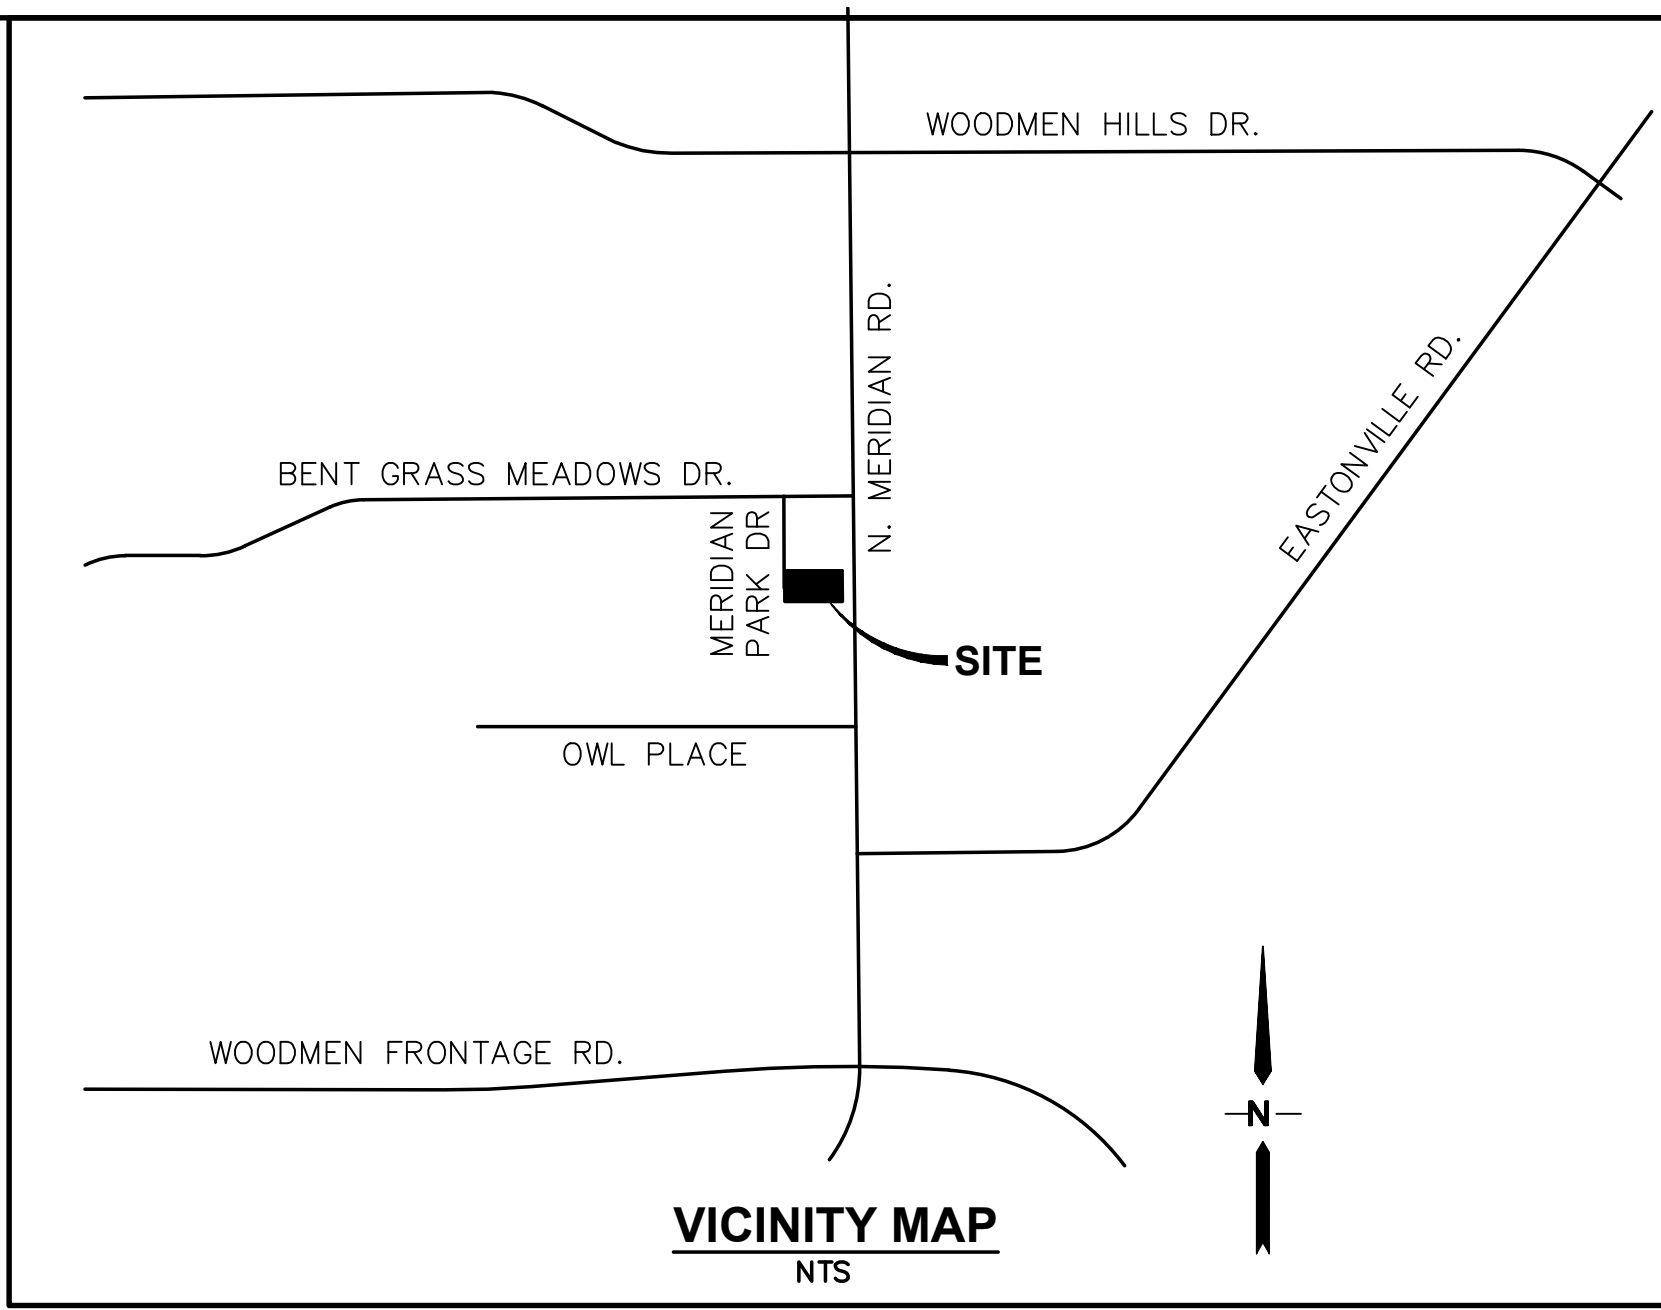 WOODMEN HILLS DR.
N. MERIDIAN RD.
EASTONVILLE RD.
BENT GRASS MEADOWS DR.
MERIDIAN
PARK DR
SITE
OWL PLACE
WOODMEN FRONTAGE RD.
N
VICINITY MAP
NTS